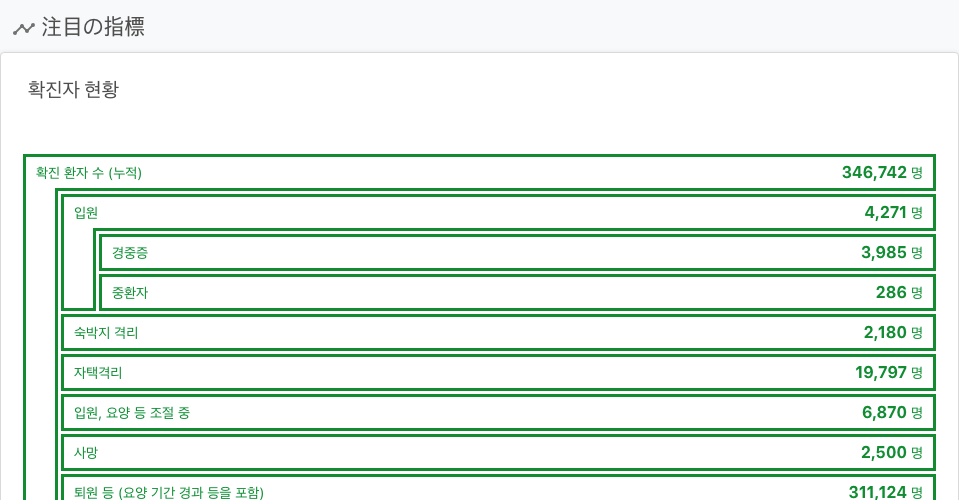 注目の指標
확진자 현황
확진 환자 수 (누적) 346,742 명
입원 4,271 명
경중증 3,985 명
중환자 286 명
숙박지 격리 2,180 명
자택격리 19,797 명
입원, 요양 등 조절 중 6,870 명
사망 2,500 명
퇴원 등 (요양 기간 경과 등을 포함) 311,124 명